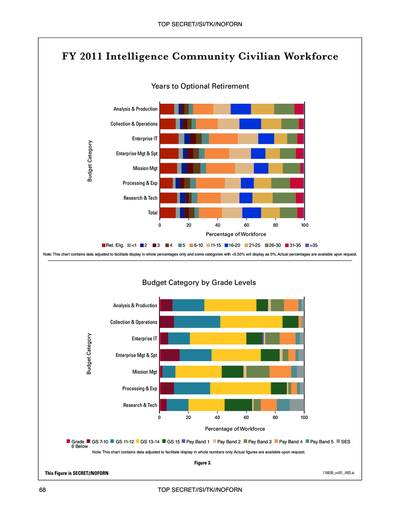 TOP SECRET//SI/TK//NOFORN
FY 2011 Intelligence Community Civilian Workforce
Years to Optional Retirement
Budget Category
Analysis & Production
Collection & Operations
Enterprise IT
Enterprise Mgt & Spt
Mission Mgt
Processing & Exp
Research & Tech
Total
0 20 40 60 80 100
Percentage of Workforce
Ret. Elig. <1 2 3 4 5 6-10 11-15 16-20 21-25 26-30 31-35 >35
Note: This chart contains data adjusted to facilitate display in whole percentages only and some categories with <0.50% will display as 0%. Actual percentages are available upon request.
Budget Category by Grade Levels
Budget Category
Analysis & Production
Collection & Operations
Enterprise IT
Enterprise Mgt & Spt
Mission Mgt
Processing & Exp
Research & Tech
0 20 40 60 80 100
Percentage of Workforce
Grade 6 Below GS 7-10 GS 11-12 GS 13-14 GS 15 Pay Band 1 Pay Band 2 Pay Band 3 Pay Band 4 Pay Band 5 SES
Note: This chart contains data adjusted to facilitate display in whole numbers only. Actual figures are available upon request.
Figure 3.
This Figure is SECRET//NOFORN
68
TOP SECRET//SI/TK//NOFORN